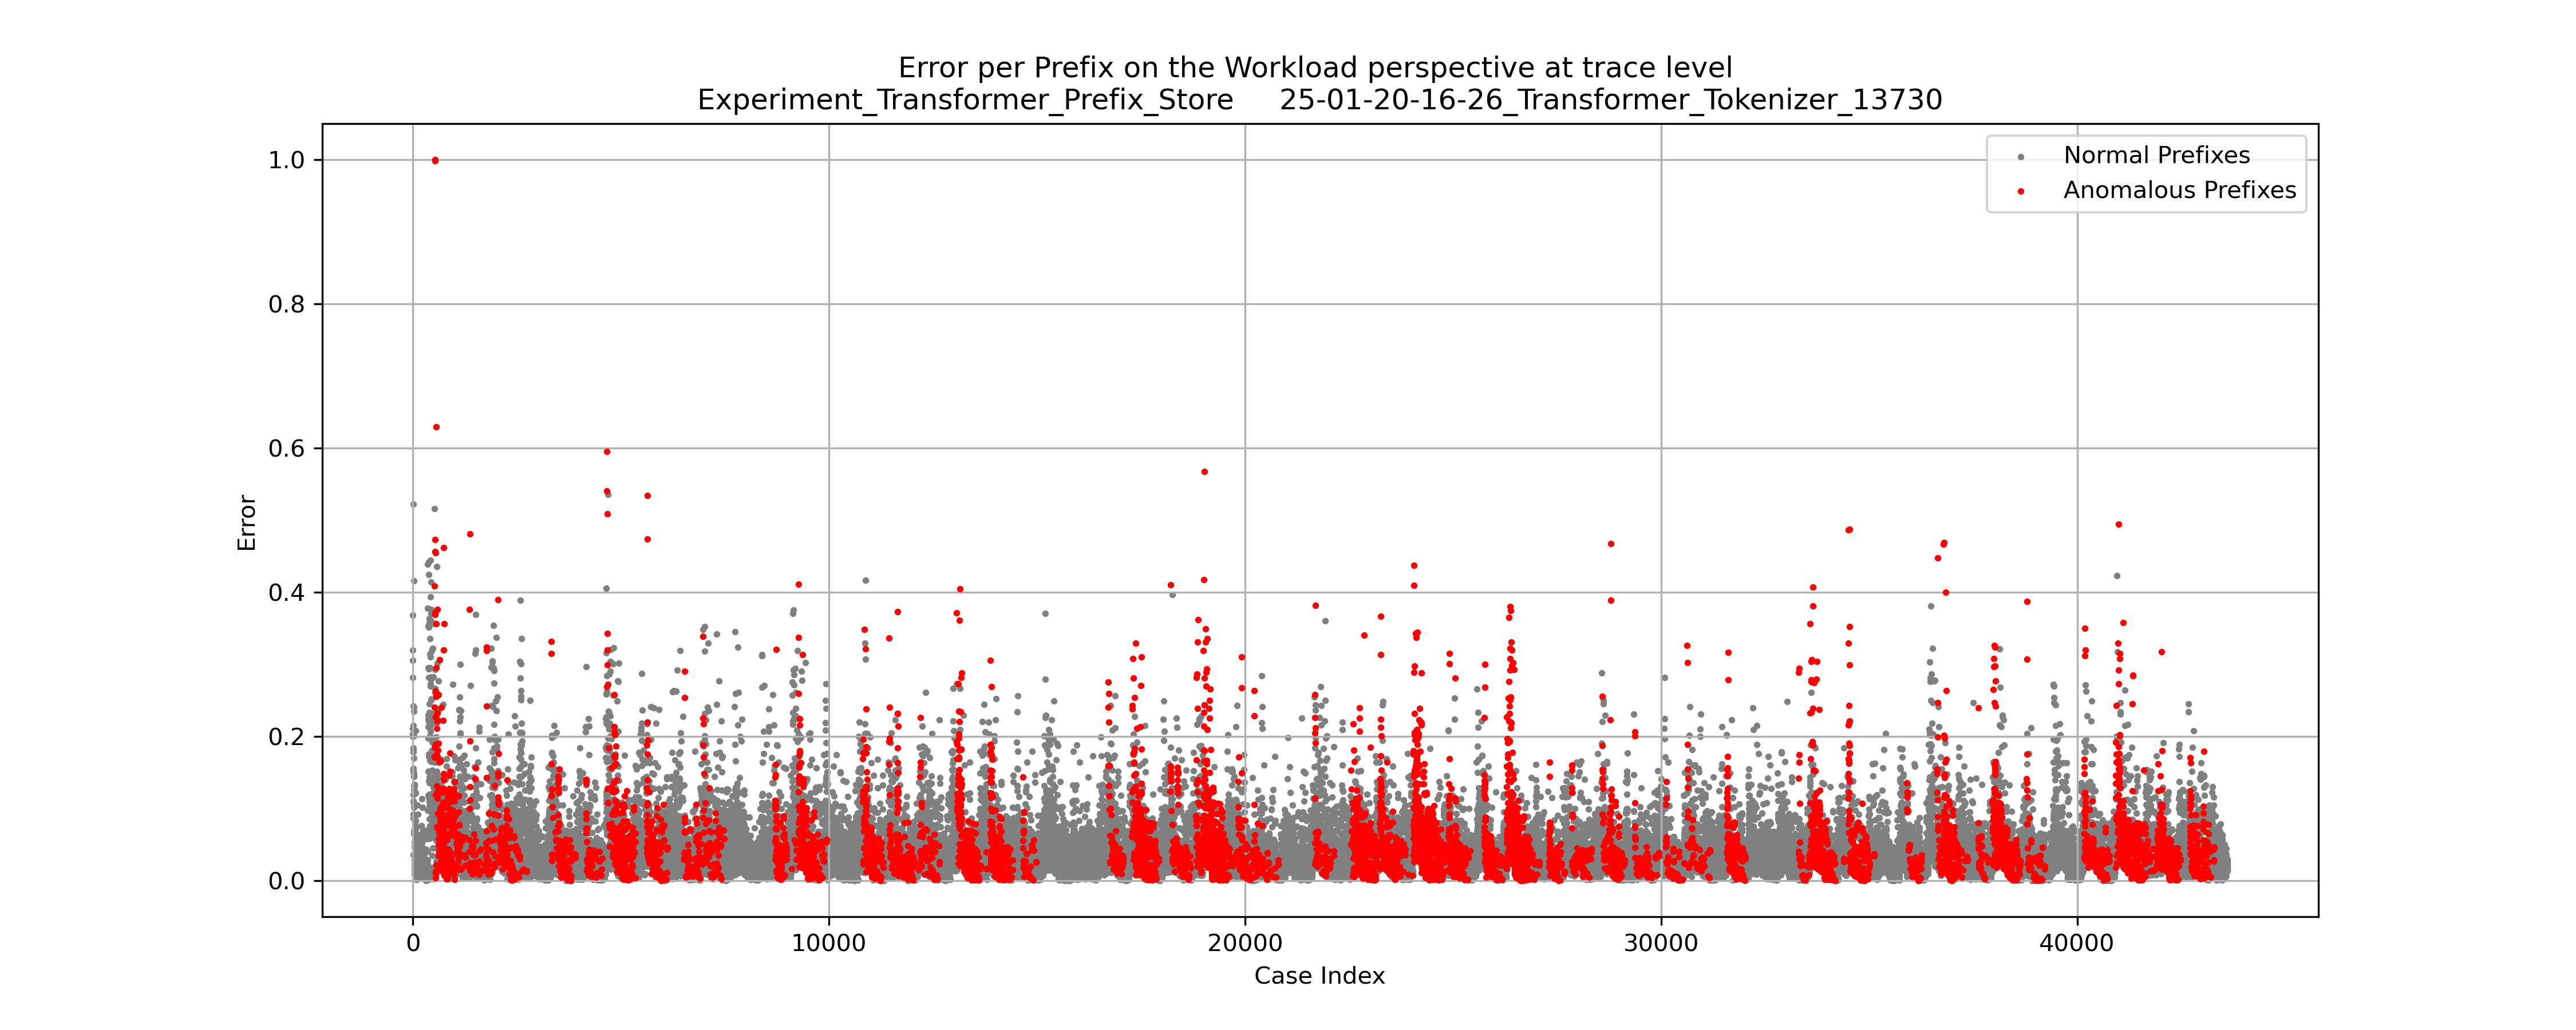 Error per Prefix on the Workload perspective at trace level
Experiment_Transformer_Prefix_Store 25-01-20-16-26_Transformer_Tokenizer_13730
Normal Prefixes
Anomalous Prefixes
1.0
0.8
0.6
0.4
0.2
0.0
Error
0 10000 20000 30000 40000
Case Index